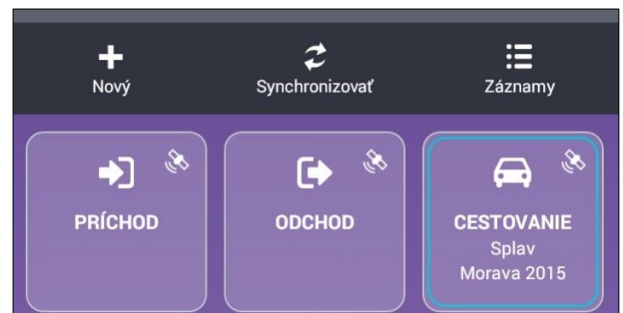 Nový
Synchronizovať
Záznamy
PRÍCHOD
ODCHOD
CESTOVANIE
Splav
Morava 2015